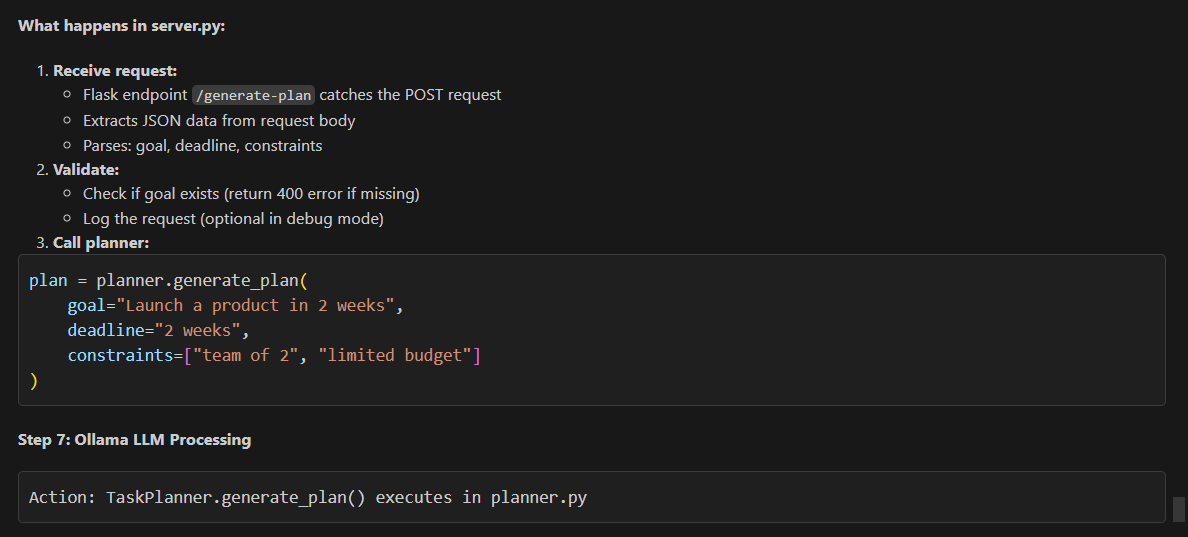 What happens in server.py:
1. Receive request:
Flask endpoint /generate-plan catches the POST request
Extracts JSON data from request body
Parses: goal, deadline, constraints
2. Validate:
Check if goal exists (return 400 error if missing)
Log the request (optional in debug mode)
3. Call planner:
plan = planner.generate_plan(
    goal="Launch a product in 2 weeks",
    deadline="2 weeks",
    constraints=["team of 2", "limited budget"]
)
Step 7: Ollama LLM Processing
Action: TaskPlanner.generate_plan() executes in planner.py